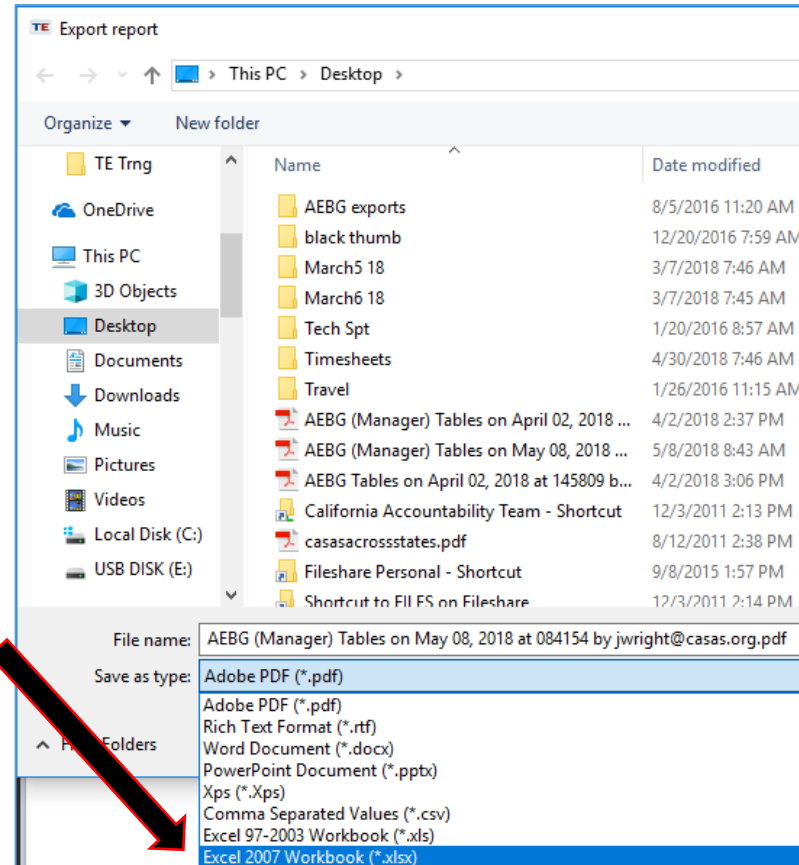 TE Export report
This PC > Desktop >
Organize New folder
Name Date modified
TE Trng
OneDrive
This PC
3D Objects
Desktop
Documents
Downloads
Music
Pictures
Videos
Local Disk (C:)
USB DISK (E:)
AEBG exports 8/5/2016 11:20 AM
black thumb 12/20/2016 7:59 AM
March5 18 3/7/2018 7:46 AM
March6 18 3/7/2018 7:45 AM
Tech Spt 1/20/2016 8:57 AM
Timesheets 4/30/2018 7:46 AM
Travel 1/26/2016 11:15 AM
AEBG (Manager) Tables on April 02, 2018 ... 4/2/2018 2:37 PM
AEBG (Manager) Tables on May 08, 2018 ... 5/8/2018 8:43 AM
AEBG Tables on April 02, 2018 at 145809 b... 4/2/2018 3:06 PM
California Accountability Team - Shortcut 12/3/2011 2:13 PM
casasacrossstates.pdf 8/12/2011 2:38 PM
Fileshare Personal - Shortcut 9/8/2015 1:57 PM
Shortcut to FILES on Fileshare 12/3/2011 2:14 PM
File name: AEBG (Manager) Tables on May 08, 2018 at 084154 by jwright@casas.org.pdf
Save as type: Adobe PDF (*.pdf)
Adobe PDF (*.pdf)
Rich Text Format (*.rtf)
Word Document (*.docx)
PowerPoint Document (*.pptx)
Xps (*.Xps)
Comma Separated Values (*.csv)
Excel 97-2003 Workbook (*.xls)
Excel 2007 Workbook (*.xlsx)
Folders